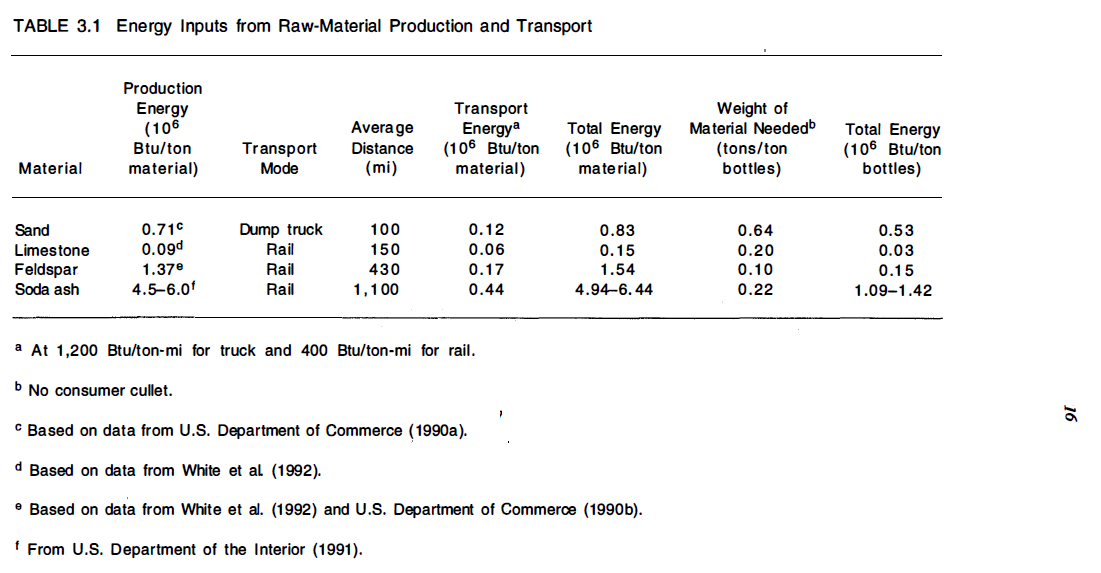 TABLE 3.1 Energy Inputs from Raw-Material Production and Transport
Production
Energy Transport Weight of
(10⁶ Average Energyᵃ Total Energy Material Neededᵇ Total Energy
Btu/ton Transport Distance (10⁶ Btu/ton (10⁶ Btu/ton (tons/ton (10⁶ Btu/ton
Material material) Mode (mi) material) material) bottles) bottles)
Sand 0.71ᶜ Dump truck 100 0.12 0.83 0.64 0.53
Limestone 0.09ᵈ Rail 150 0.06 0.15 0.20 0.03
Feldspar 1.37ᵉ Rail 430 0.17 1.54 0.10 0.15
Soda ash 4.5–6.0ᶠ Rail 1,100 0.44 4.94–6.44 0.22 1.09–1.42
ᵃ At 1,200 Btu/ton-mi for truck and 400 Btu/ton-mi for rail.
ᵇ No consumer cullet.
ᶜ Based on data from U.S. Department of Commerce (1990a).
ᵈ Based on data from White et al. (1992).
ᵉ Based on data from White et al. (1992) and U.S. Department of Commerce (1990b).
ᶠ From U.S. Department of the Interior (1991).
16